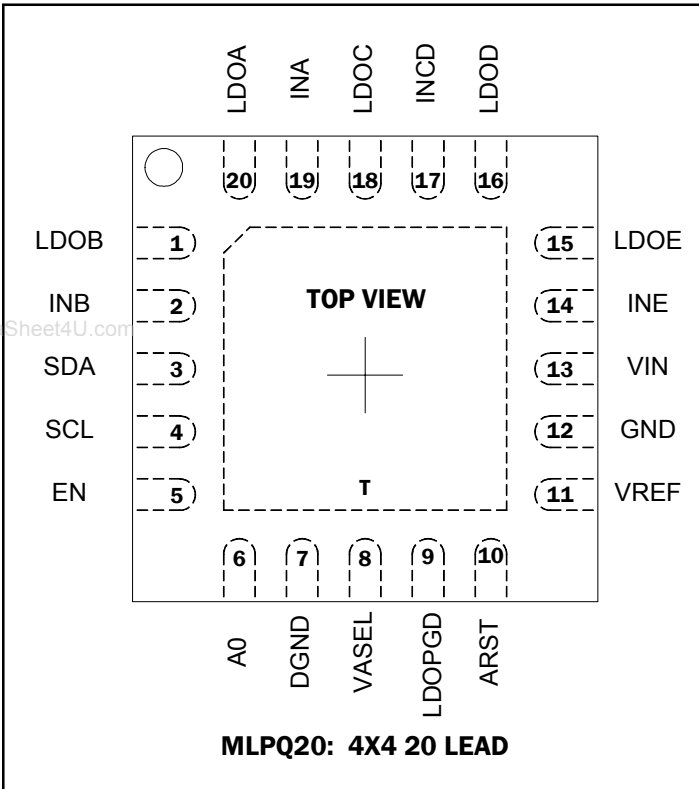 LDOA INA LDOC INCD LDOD
20 19 18 17 16
LDOB 1 15 LDOE
INB 2 TOP VIEW 14 INE
Sheet4U.com
SDA 3 13 VIN
SCL 4 12 GND
EN 5 T 11 VREF
6 7 8 9 10
A0 DGND VASEL LDOPGD ARST
MLPQ20: 4X4 20 LEAD